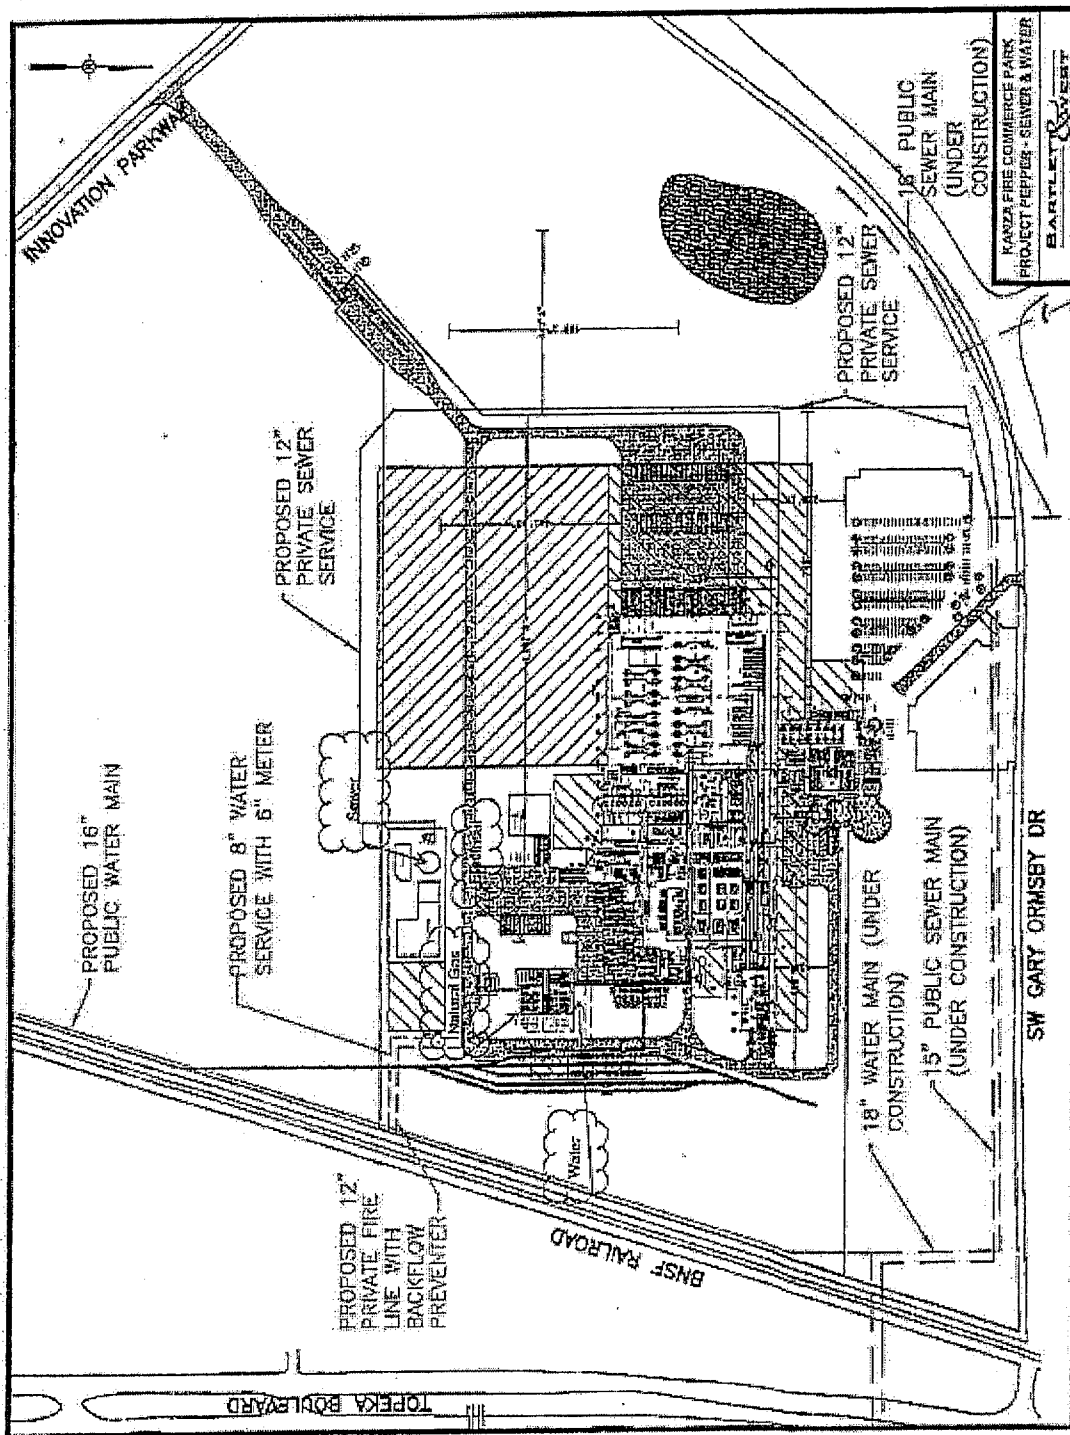 INNOVATION PARKWAY
PROPOSED 16"
PUBLIC WATER MAIN
PROPOSED 8" WATER
SERVICE WITH 6" METER
PROPOSED 12"
PRIVATE SEWER
SERVICE
Sewer
Natural Gas
Water
PROPOSED 12"
PRIVATE FIRE
LINE WITH
BACKFLOW
PREVENTER
BNSF RAILROAD
TOPEKA BOULEVARD
18" WATER MAIN (UNDER
CONSTRUCTION)
15" PUBLIC SEWER MAIN
(UNDER CONSTRUCTION)
SW GARY ORMSBY DR
PROPOSED 12"
PRIVATE SEWER
SERVICE
18" PUBLIC
SEWER MAIN
(UNDER
CONSTRUCTION)
KANZA FIRE COMMERCE PARK
PROJECT PEPPER - SEWER & WATER
BARTLETT & WEST